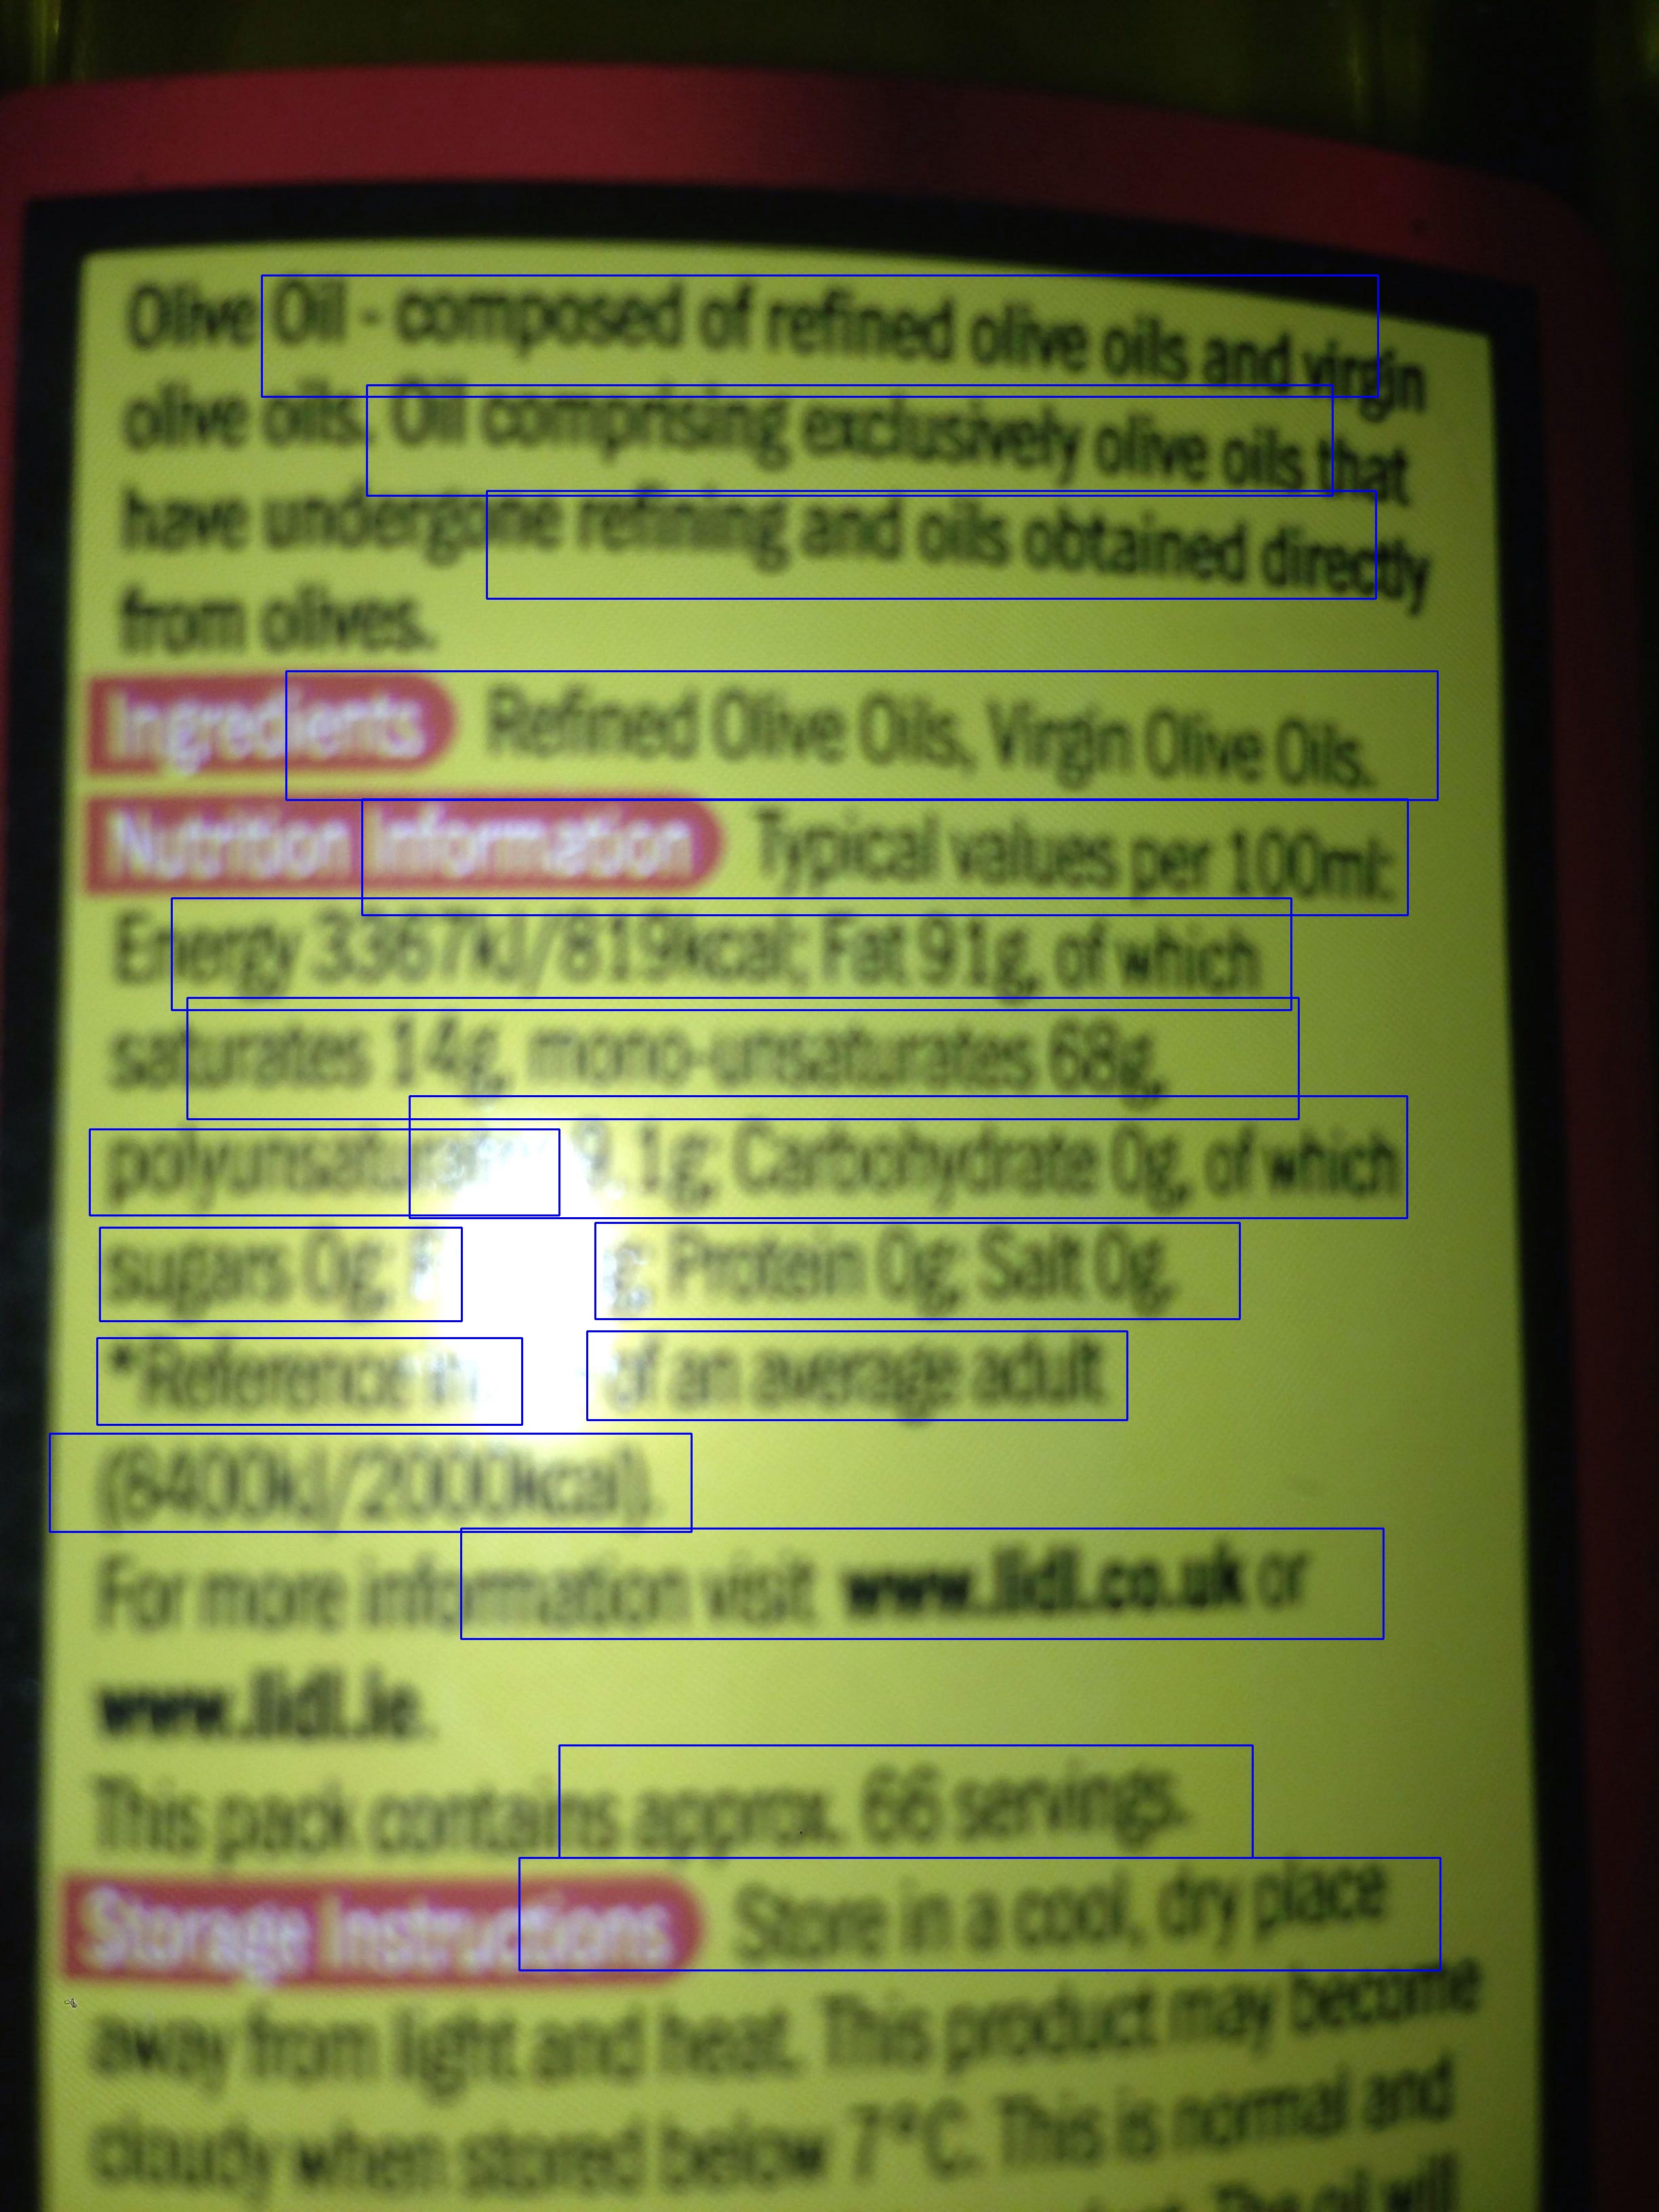 Olive Oil - composed of refined olive oils and virgin
olive oils. Oil comprising exclusively olive oils that
have undergone refining and oils obtained directly
from olives.
Ingredients Refined Olive Oils, Virgin Olive Oils.
Nutrition Information Typical values per 100ml:
Energy 3367kJ/819kcal; Fat 91g, of which
saturates 14g, mono-unsaturates 68g,
9.1g; Carbohydrate 0g, of which
sugars 0g; g; Protein 0g; Salt 0g.
*Reference of an average adult
(8400kJ/2000kcal).
For more information visit www.lidl.co.uk or
www.lidl.ie.
This pack contains approx. 66 servings.
Storage Instructions Store in a cool, dry place
away from light and heat. This product may become
cloudy when stored below 7°C. This is normal and
The oil will